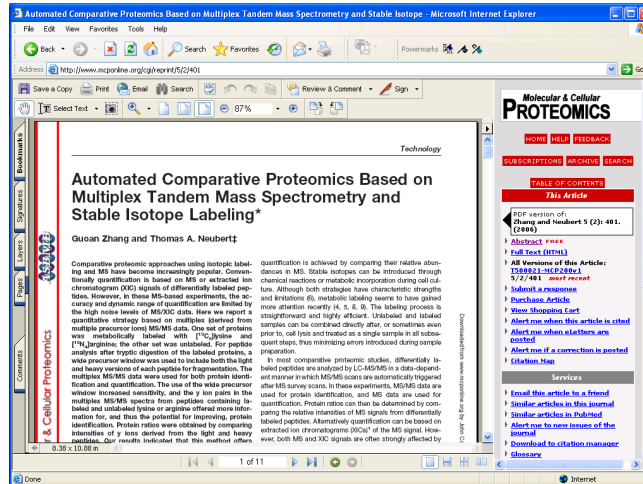 Automated Comparative Proteomics Based on Multiplex Tandem Mass Spectrometry and Stable Isotope - Microsoft Internet Explorer
File Edit View Favorites Tools Help
Back Search Favorites Powermarks
Address http://www.mcponline.org/cgi/reprint/5/2/401 Go
Save a Copy Print Email Search Review & Comment Sign
Select Text 87%
Bookmarks
Signatures
Layers
Pages
Comments
Technology
Automated Comparative Proteomics Based on
Multiplex Tandem Mass Spectrometry and
Stable Isotope Labeling*
Guoan Zhang and Thomas A. Neubert‡
Comparative proteomic approaches using isotopic label-
ing and MS have become increasingly popular. Conven-
tionally quantification is based on MS or extracted ion
chromatogram (XIC) signals of differentially labeled pep-
tides. However, in these MS-based experiments, the ac-
curacy and dynamic range of quantification are limited by
the high noise levels of MS/XIC data. Here we report a
quantitative strategy based on multiplex (derived from
multiple precursor ions) MS/MS data. One set of proteins
was metabolically labeled with [¹³C₆]lysine and
[¹⁵N₄]arginine; the other set was unlabeled. For peptide
analysis after tryptic digestion of the labeled proteins, a
wide precursor window was used to include both the light
and heavy versions of each peptide for fragmentation. The
multiplex MS/MS data were used for both protein identi-
fication and quantification. The use of the wide precursor
window increased sensitivity, and the y ion pairs in the
multiplex MS/MS spectra from peptides containing la-
beled and unlabeled lysine or arginine offered more infor-
mation for, and thus the potential for improving, protein
identification. Protein ratios were obtained by comparing
intensities of y ions derived from the light and heavy
peptides. Our results indicated that this method offers
quantification is achieved by comparing their relative abun-
dances in MS. Stable isotopes can be introduced through
chemical reactions or metabolic incorporation during cell cul-
ture. Although both strategies have characteristic strengths
and limitations (6), metabolic labeling seems to have gained
more attention recently (4, 5, 8, 9). The labeling process is
straightforward and highly efficient. Unlabeled and labeled
samples can be combined directly after, or sometimes even
prior to, cell lysis and treated as a single sample in all subse-
quent steps, thus minimizing errors introduced during sample
preparation.
In most comparative proteomic studies, differentially la-
beled peptides are analyzed by LC-MS/MS in a data-depend-
ent manner in which MS/MS scans are automatically triggered
after MS survey scans. In these experiments, MS/MS data are
used for protein identification, and MS data are used for
quantification. Protein ratios can then be determined by com-
paring the relative intensities of MS signals from differentially
labeled peptides. Alternatively quantification can be based on
extracted ion chromatograms (XICs)¹ of the MS signal. How-
ever, both MS and XIC signals are often strongly affected by
r & Cellular Proteomics
Downloaded from www.mcponline.org by John C
8.38 x 10.88 in
1 of 11
Molecular & Cellular
PROTEOMICS
HOME HELP FEEDBACK
SUBSCRIPTIONS ARCHIVE SEARCH
TABLE OF CONTENTS
This Article
PDF version of:
Zhang and Neubert 5 (2): 401.
(2006)
Abstract FREE
Full Text (HTML)
All Versions of this Article:
T500021-MCP200v1
5/2/401 most recent
Submit a response
Purchase Article
View Shopping Cart
Alert me when this article is cited
Alert me when eLetters are
posted
Alert me if a correction is posted
Citation Map
Services
Email this article to a friend
Similar articles in this journal
Similar articles in PubMed
Alert me to new issues of the
journal
Download to citation manager
Glossary
Done Internet